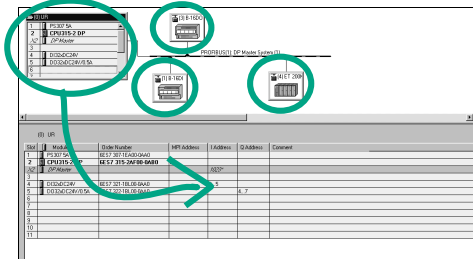 (0) UR
1 PS307 5A
2 CPU315-2 DP
X2 DP Master
3
4 DI32xDC24V
5 DO32xDC24V/0.5A
6
(3) B-16DO
PROFIBUS(1): DP Master System (1)
(1) B-16DI
(4) ET 200M
(0) UR
Slot Module Order Number MPI Address I Address Q Address Comment
1 PS307 5A 6ES7 307-1EA00-0AA0
2 CPU315-2 DP 6ES7 315-2AF00-0AB0
X2 DP Master 1023*
3
4 DI32xDC24V 6ES7 321-1BL00-0AA0 5
5 DO32xDC24V/0.5A 6ES7 322-1BL00-0AA0 4..7
6
7
8
9
10
11